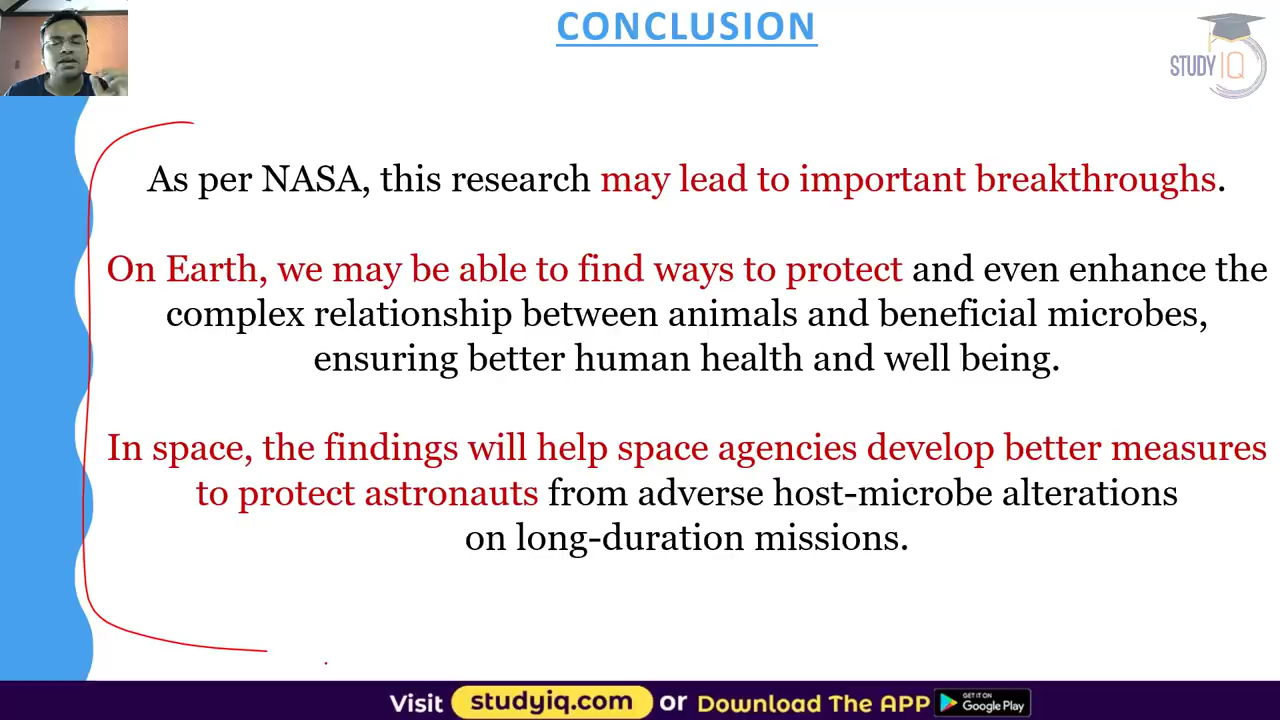 CONCLUSION
STUDY IQ
As per NASA, this research may lead to important breakthroughs.
On Earth, we may be able to find ways to protect and even enhance the
complex relationship between animals and beneficial microbes,
ensuring better human health and well being.
In space, the findings will help space agencies develop better measures
to protect astronauts from adverse host-microbe alterations
on long-duration missions.
Visit studyiq.com or Download The APP GET IT ON Google Play